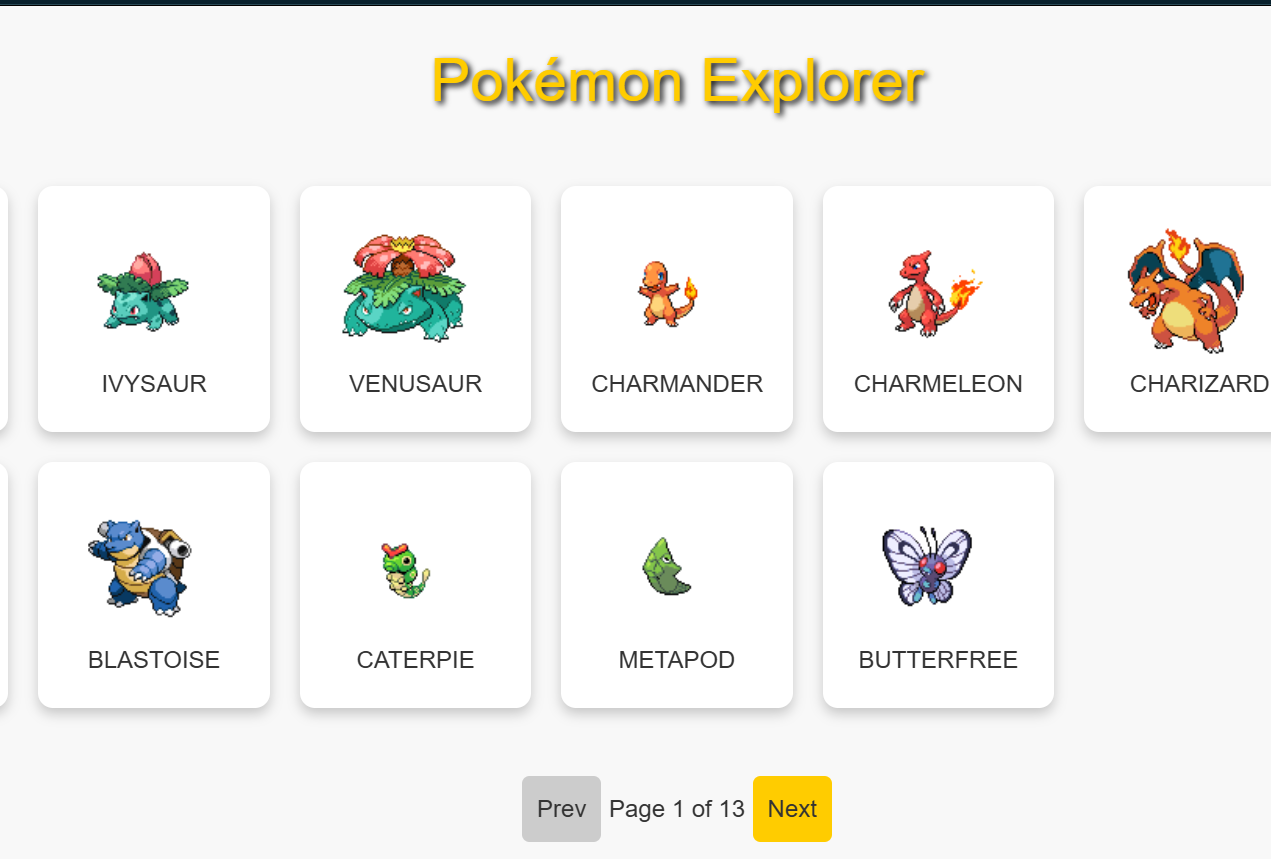 Pokémon Explorer
IVYSAUR
VENUSAUR
CHARMANDER
CHARMELEON
CHARIZARD
BLASTOISE
CATERPIE
METAPOD
BUTTERFREE
Prev Page 1 of 13 Next